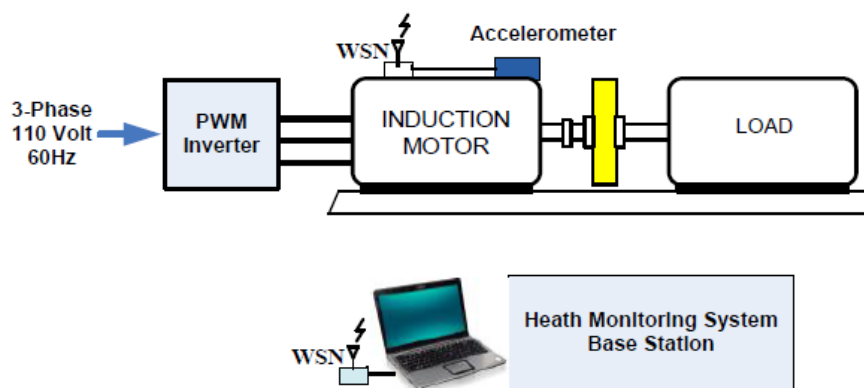 WSN
Accelerometer
3-Phase
110 Volt
60Hz
PWM
Inverter
INDUCTION
MOTOR
LOAD
WSN
Heath Monitoring System
Base Station